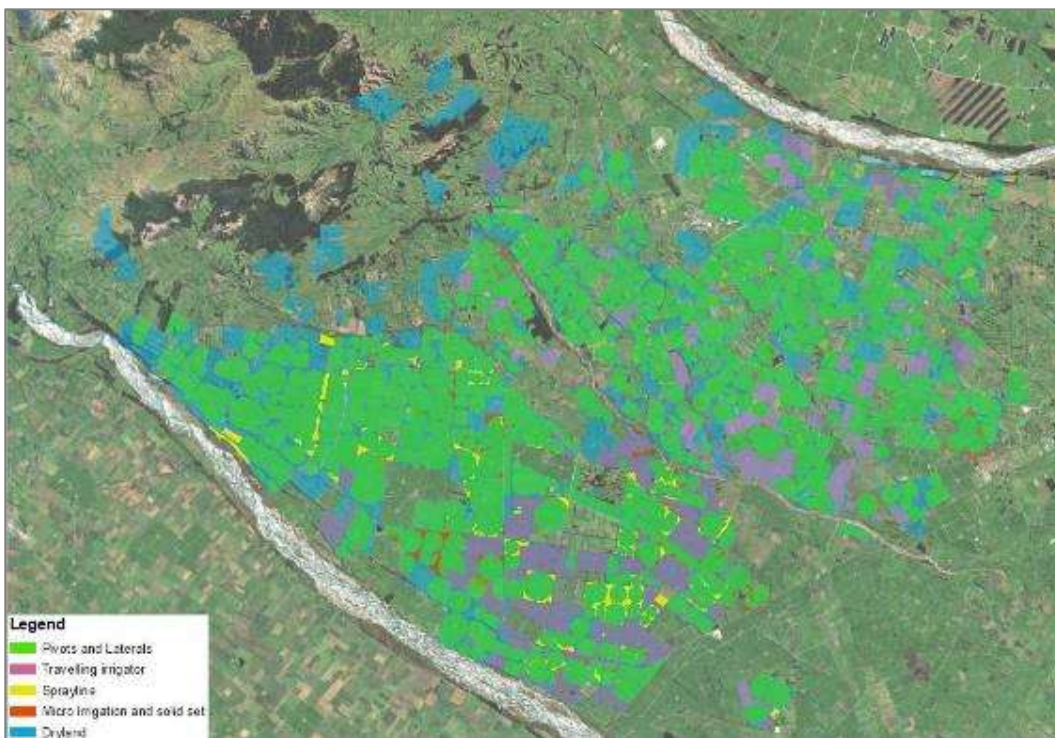 Legend
Pivots and Laterals
Travelling irrigator
Sprayline
Micro irrigation and solid set
Dryland